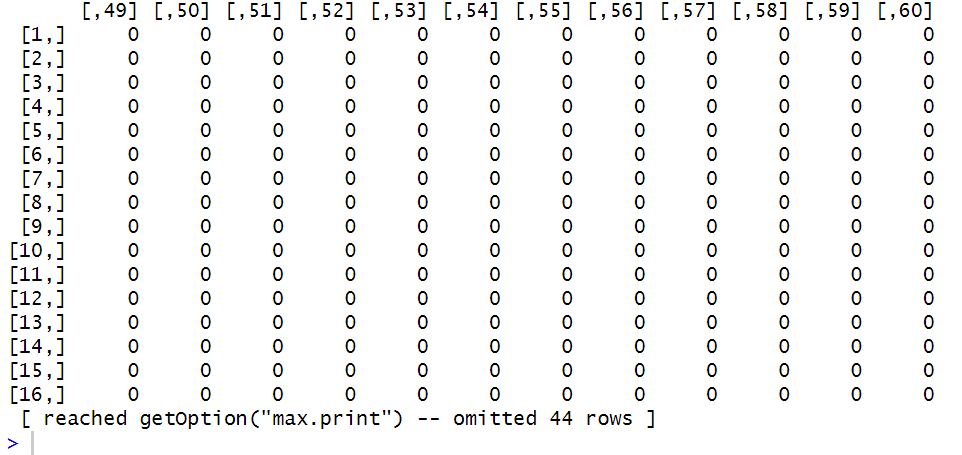 [,49] [,50] [,51] [,52] [,53] [,54] [,55] [,56] [,57] [,58] [,59] [,60]
 [1,]     0     0     0     0     0     0     0     0     0     0     0     0
 [2,]     0     0     0     0     0     0     0     0     0     0     0     0
 [3,]     0     0     0     0     0     0     0     0     0     0     0     0
 [4,]     0     0     0     0     0     0     0     0     0     0     0     0
 [5,]     0     0     0     0     0     0     0     0     0     0     0     0
 [6,]     0     0     0     0     0     0     0     0     0     0     0     0
 [7,]     0     0     0     0     0     0     0     0     0     0     0     0
 [8,]     0     0     0     0     0     0     0     0     0     0     0     0
 [9,]     0     0     0     0     0     0     0     0     0     0     0     0
[10,]     0     0     0     0     0     0     0     0     0     0     0     0
[11,]     0     0     0     0     0     0     0     0     0     0     0     0
[12,]     0     0     0     0     0     0     0     0     0     0     0     0
[13,]     0     0     0     0     0     0     0     0     0     0     0     0
[14,]     0     0     0     0     0     0     0     0     0     0     0     0
[15,]     0     0     0     0     0     0     0     0     0     0     0     0
[16,]     0     0     0     0     0     0     0     0     0     0     0     0
 [ reached getOption("max.print") -- omitted 44 rows ]
>